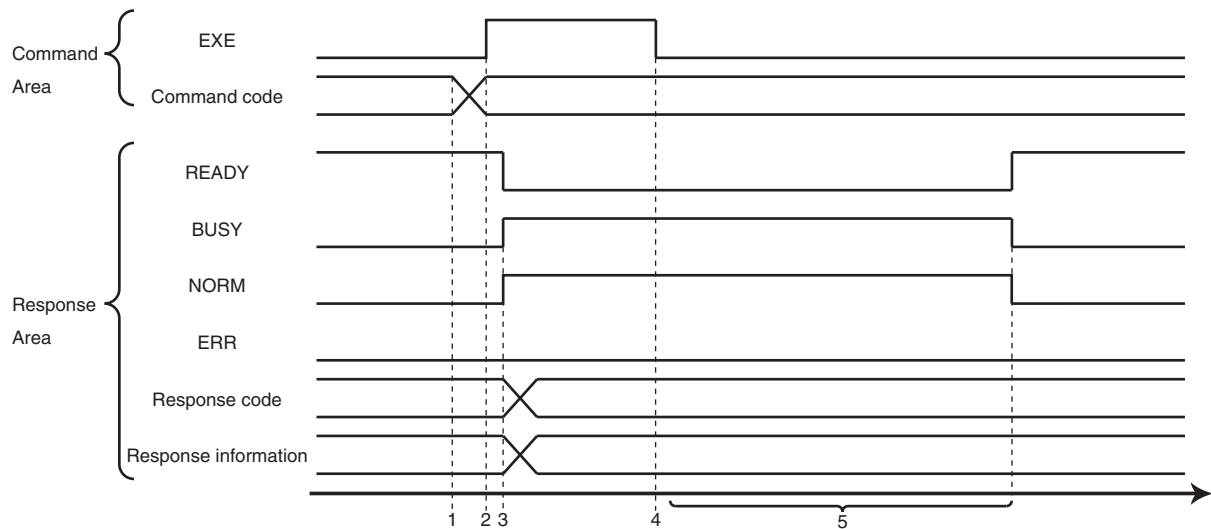 Command
Area
EXE
Command code
Response
Area
READY
BUSY
NORM
ERR
Response code
Response information
1 2 3 4 5